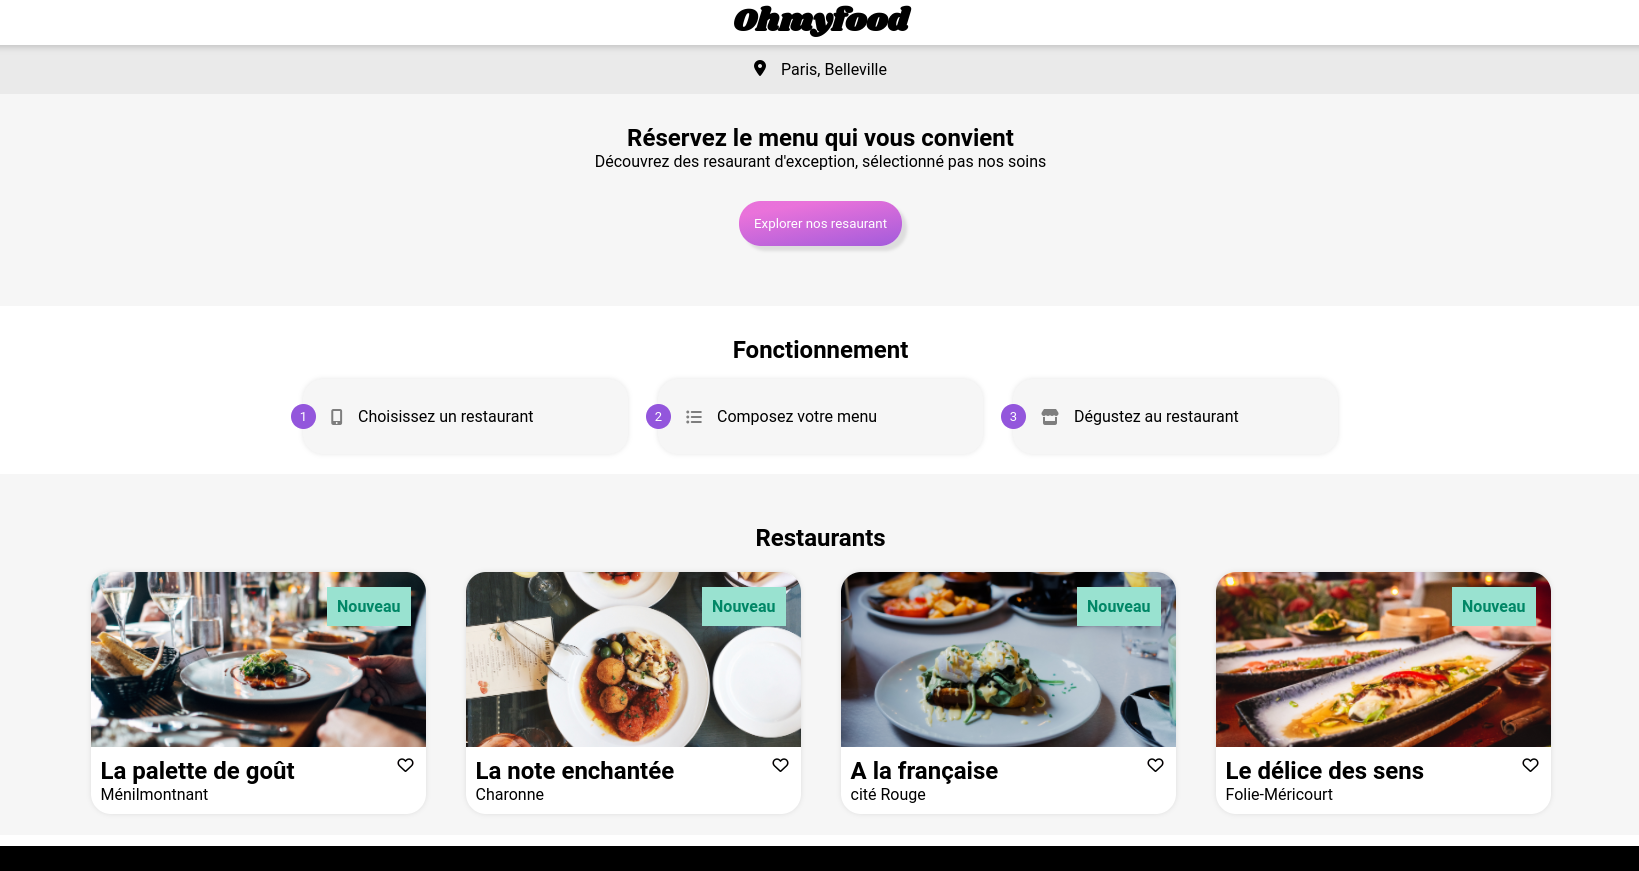 Ohmyfood
Paris, Belleville
Réservez le menu qui vous convient
Découvrez des resaurant d'exception, sélectionné pas nos soins
Explorer nos resaurant
Fonctionnement
1 Choisissez un restaurant
2 Composez votre menu
3 Dégustez au restaurant
Restaurants
Nouveau
La palette de goût
Ménilmontnant
Nouveau
La note enchantée
Charonne
Nouveau
A la française
cité Rouge
Nouveau
Le délice des sens
Folie-Méricourt